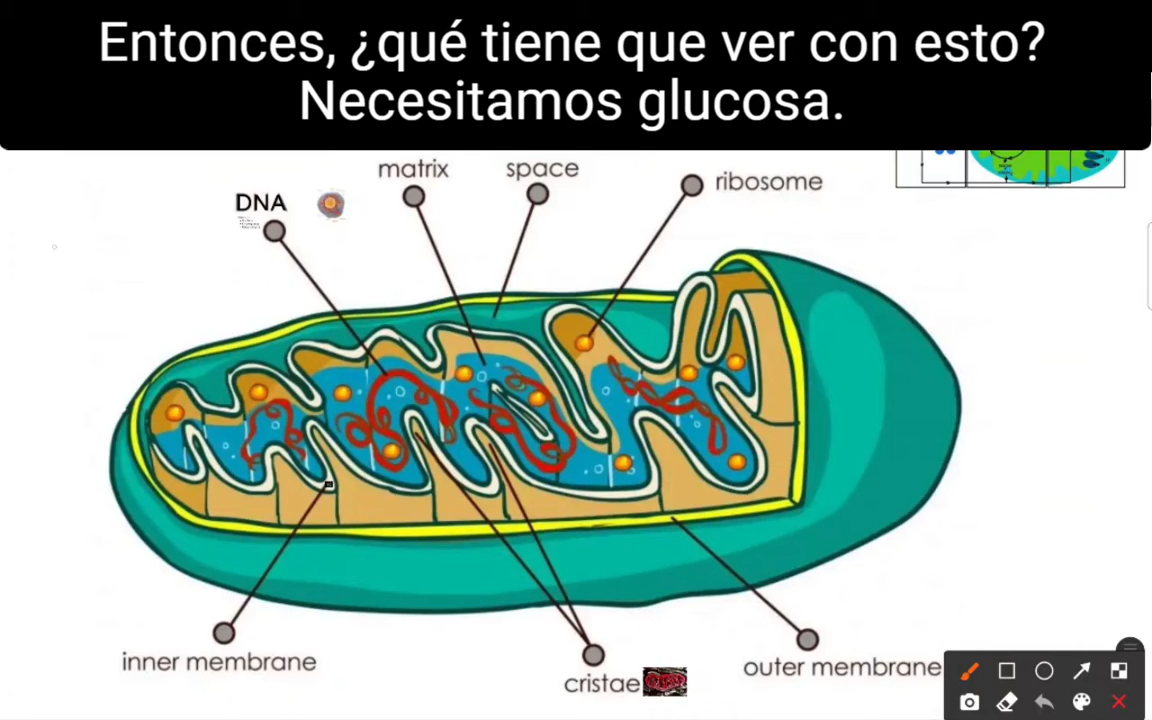 Entonces, ¿qué tiene que ver con esto?
Necesitamos glucosa.
matrix
space
ribosome
DNA
inner membrane
cristae
outer membrane